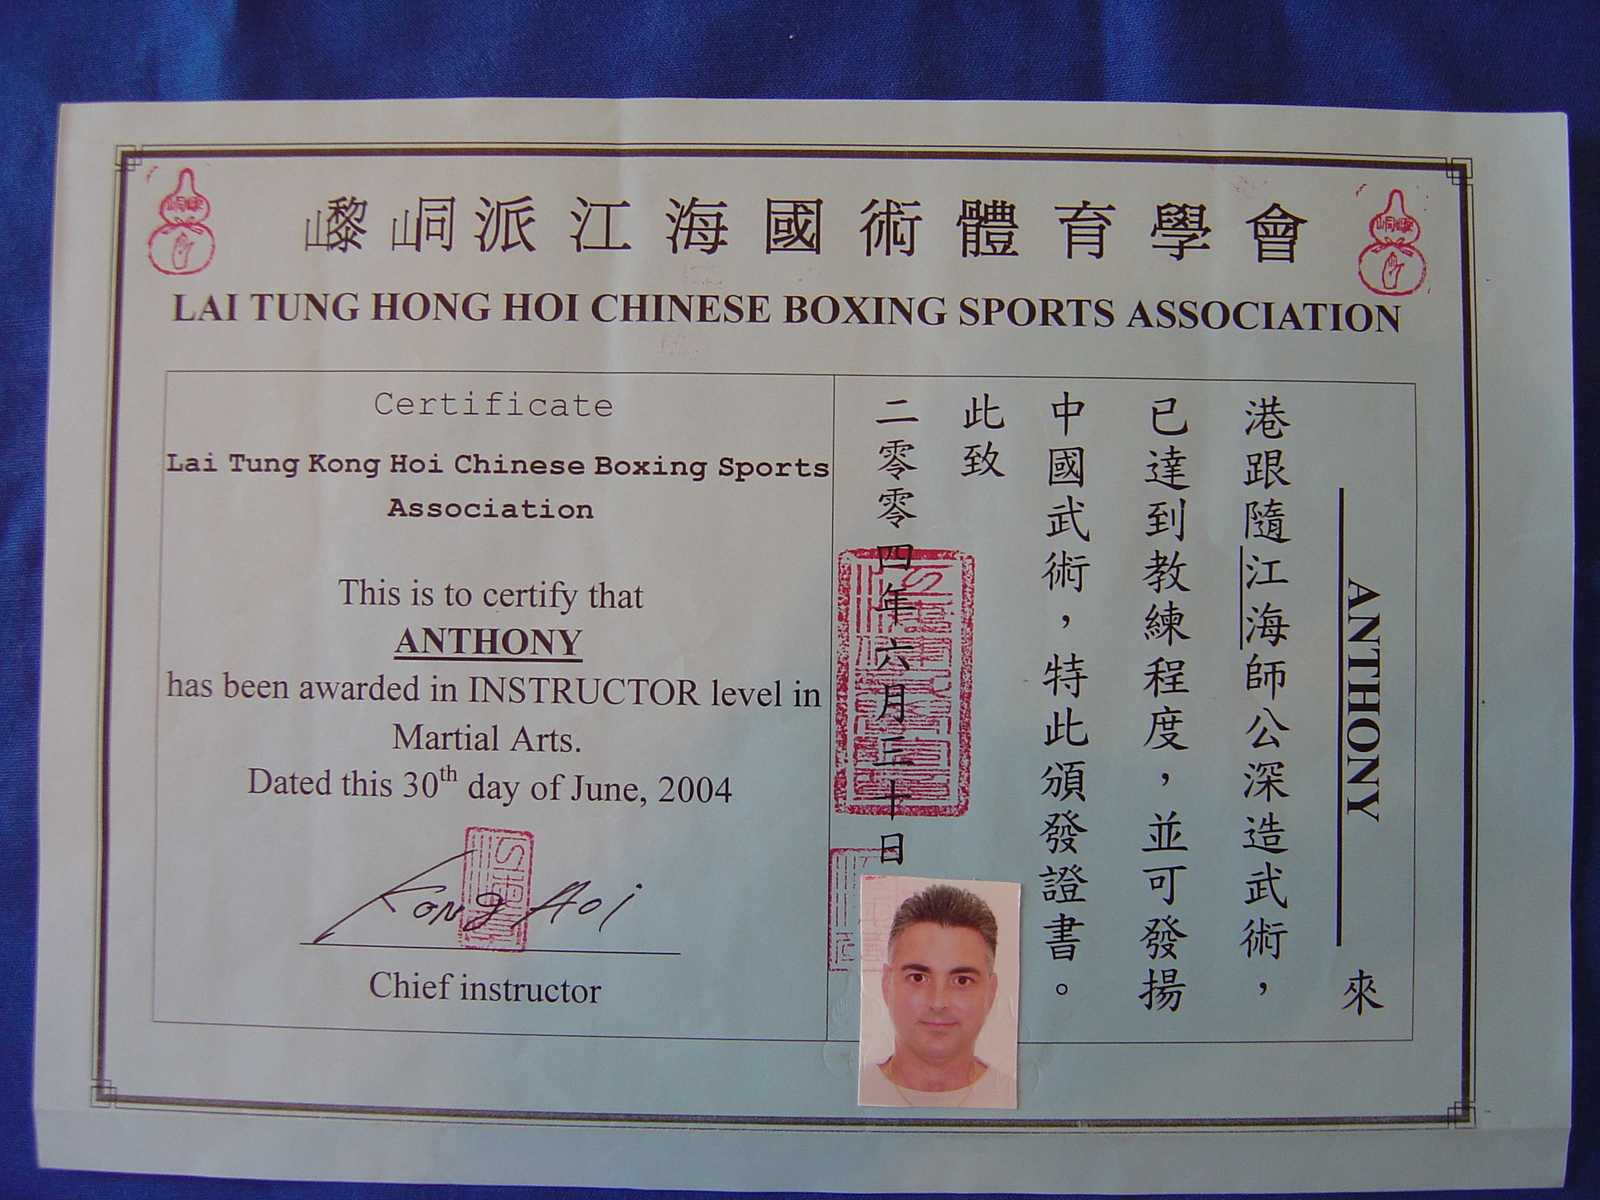 㠟峒派江海國術體育學會
LAI TUNG HONG HOI CHINESE BOXING SPORTS ASSOCIATION
Certificate
Lai Tung Kong Hoi Chinese Boxing Sports
Association
This is to certify that
ANTHONY
has been awarded in INSTRUCTOR level in
Martial Arts.
Dated this 30th day of June, 2004
Kong Hoi
Chief instructor
ANTHONY 來
港跟隨江海師公深造武術，
已達到教練程度，並可發揚
中國武術，特此頒發證書。
此致
二零零四年六月三十日